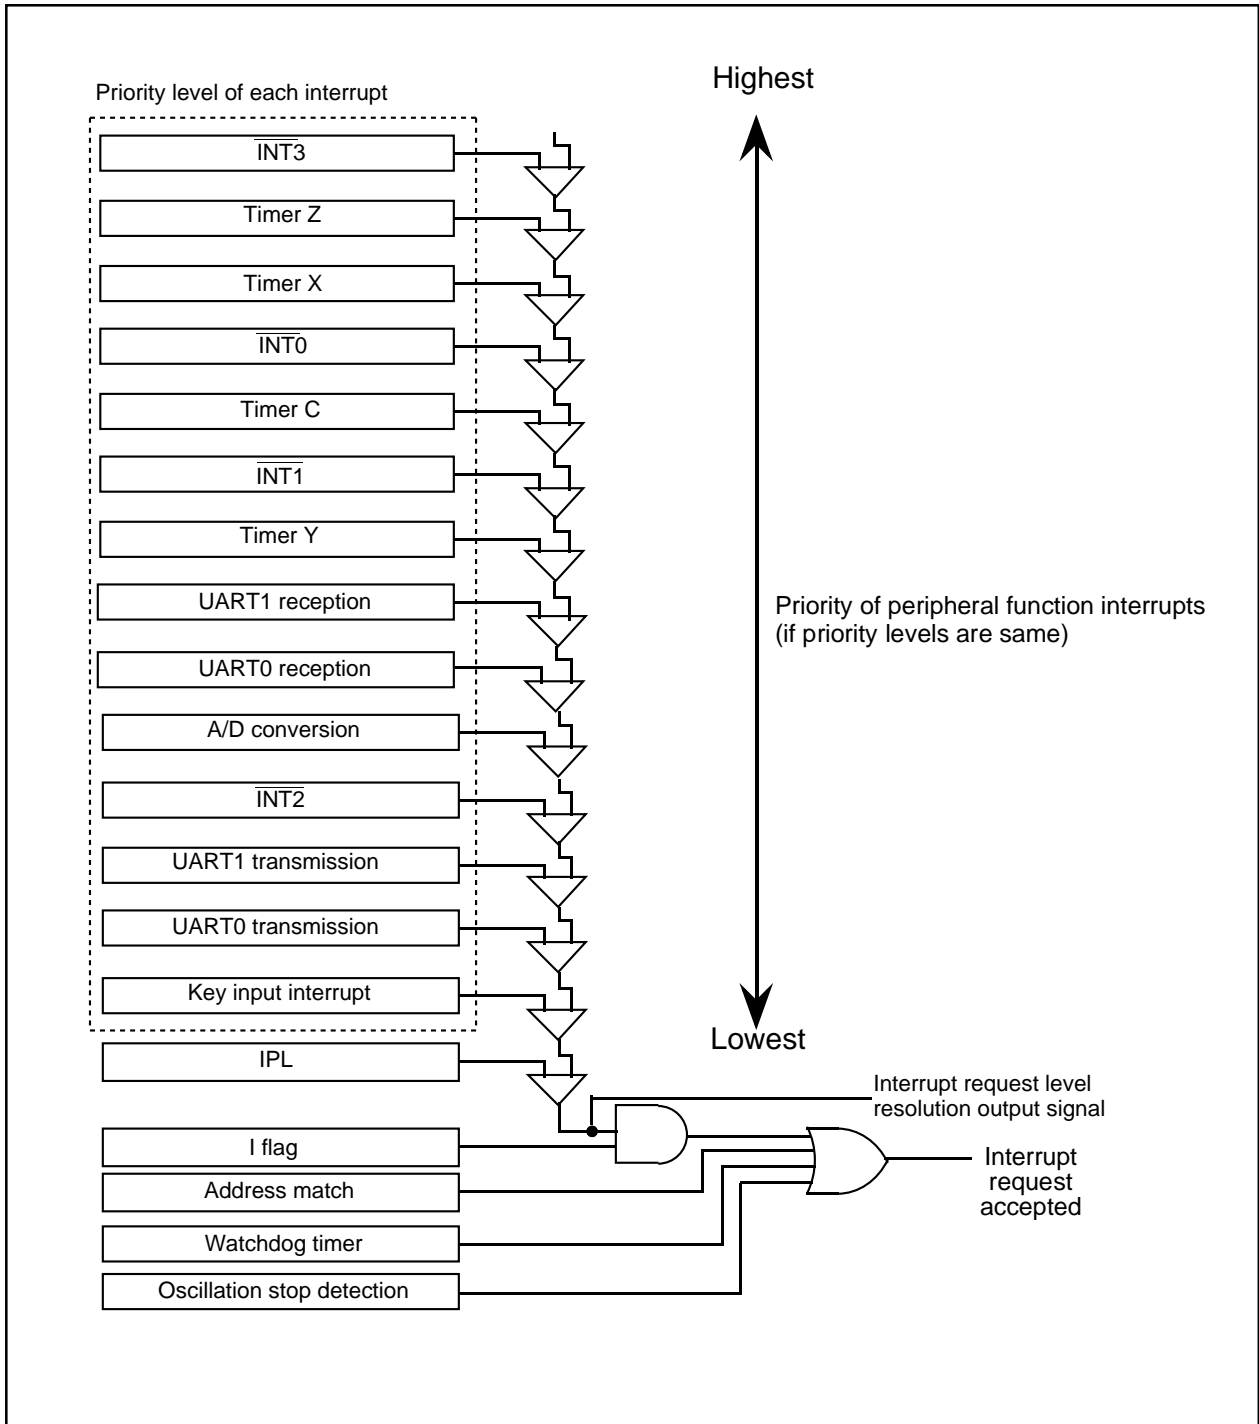 Highest
Priority level of each interrupt
INT3
Timer Z
Timer X
INT0
Timer C
INT1
Timer Y
UART1 reception
Priority of peripheral function interrupts
(if priority levels are same)
UART0 reception
A/D conversion
INT2
UART1 transmission
UART0 transmission
Key input interrupt
Lowest
IPL
Interrupt request level
resolution output signal
I flag
Address match
Interrupt
request
accepted
Watchdog timer
Oscillation stop detection